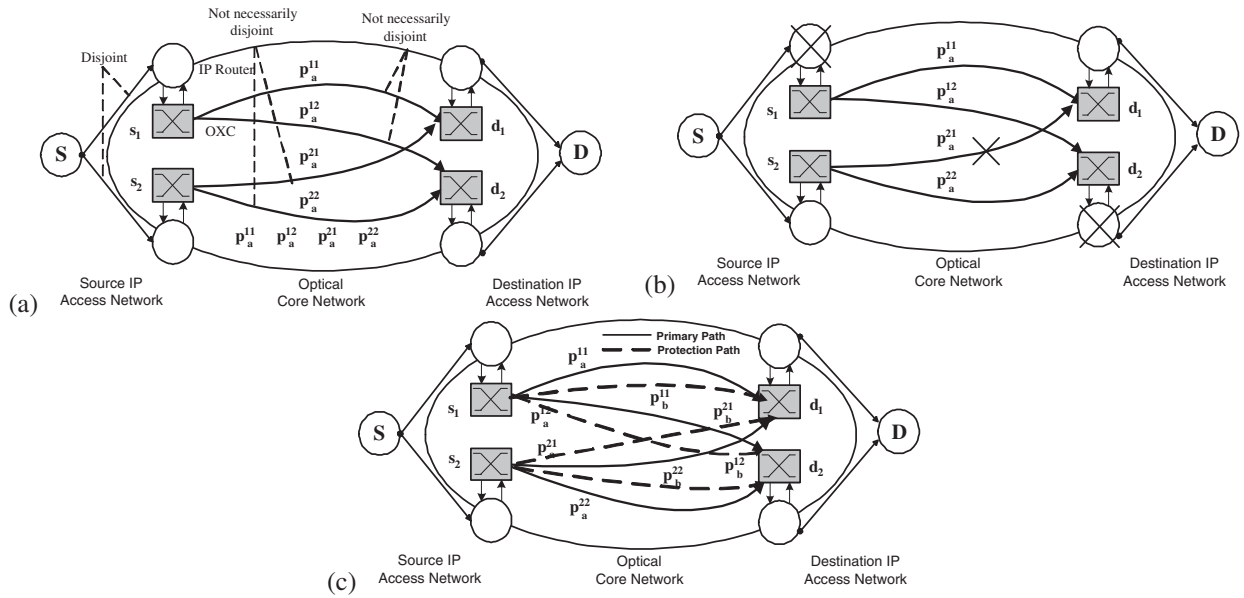 Not necessarily
disjoint
Not necessarily
disjoint
Disjoint
IP Router
p_a^11
p_a^12
s1
OXC
d1
S
D
p_a^21
s2
d2
p_a^22
p_a^11 p_a^12 p_a^21 p_a^22
Source IP
Access Network
Optical
Core Network
Destination IP
Access Network
(a)
p_a^11
p_a^12
s1
d1
S
D
p_a^21
s2
d2
p_a^22
Source IP
Access Network
Optical
Core Network
Destination IP
Access Network
(b)
Primary Path
Protection Path
p_a^11
p_b^11
s1
p_a^12
p_b^21
d1
S
D
p_a^21
s2
p_b^22
p_b^12
d2
p_a^22
Source IP
Access Network
Optical
Core Network
Destination IP
Access Network
(c)